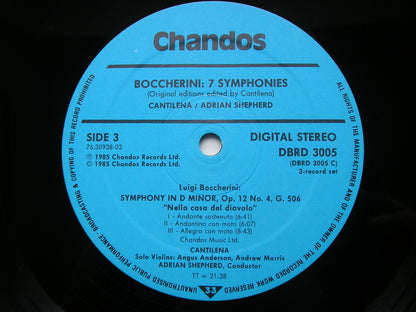 Chandos
BOCCHERINI: 7 SYMPHONIES
(Original editions edited by Cantilena)
CANTILENA / ADRIAN SHEPHERD
SIDE 3
76.30938-02
℗ 1985 Chandos Records Ltd.
© 1985 Chandos Records Ltd.
DIGITAL STEREO
DBRD 3005
(DBRD 3005 C)
3-record set
Luigi Boccherini:
SYMPHONY IN D MINOR, Op. 12 No. 4, G. 506
"Nella casa del diavolo"
I - Andante sostenuto (6:41)
II - Andantino con moto (6:07)
III - Allegro con moto (8:43)
Chandos Music Ltd.
CANTILENA
Solo Violins: Angus Anderson, Andrew Morris
ADRIAN SHEPHERD, Conductor
TT = 21:38
33
ALL RIGHTS OF THE MANUFACTURER AND OF THE OWNER OF THE RECORDED WORK RESERVED. UNAUTHORISED PUBLIC PERFORMANCE, BROADCASTING AND COPYING OF THIS RECORD PROHIBITED